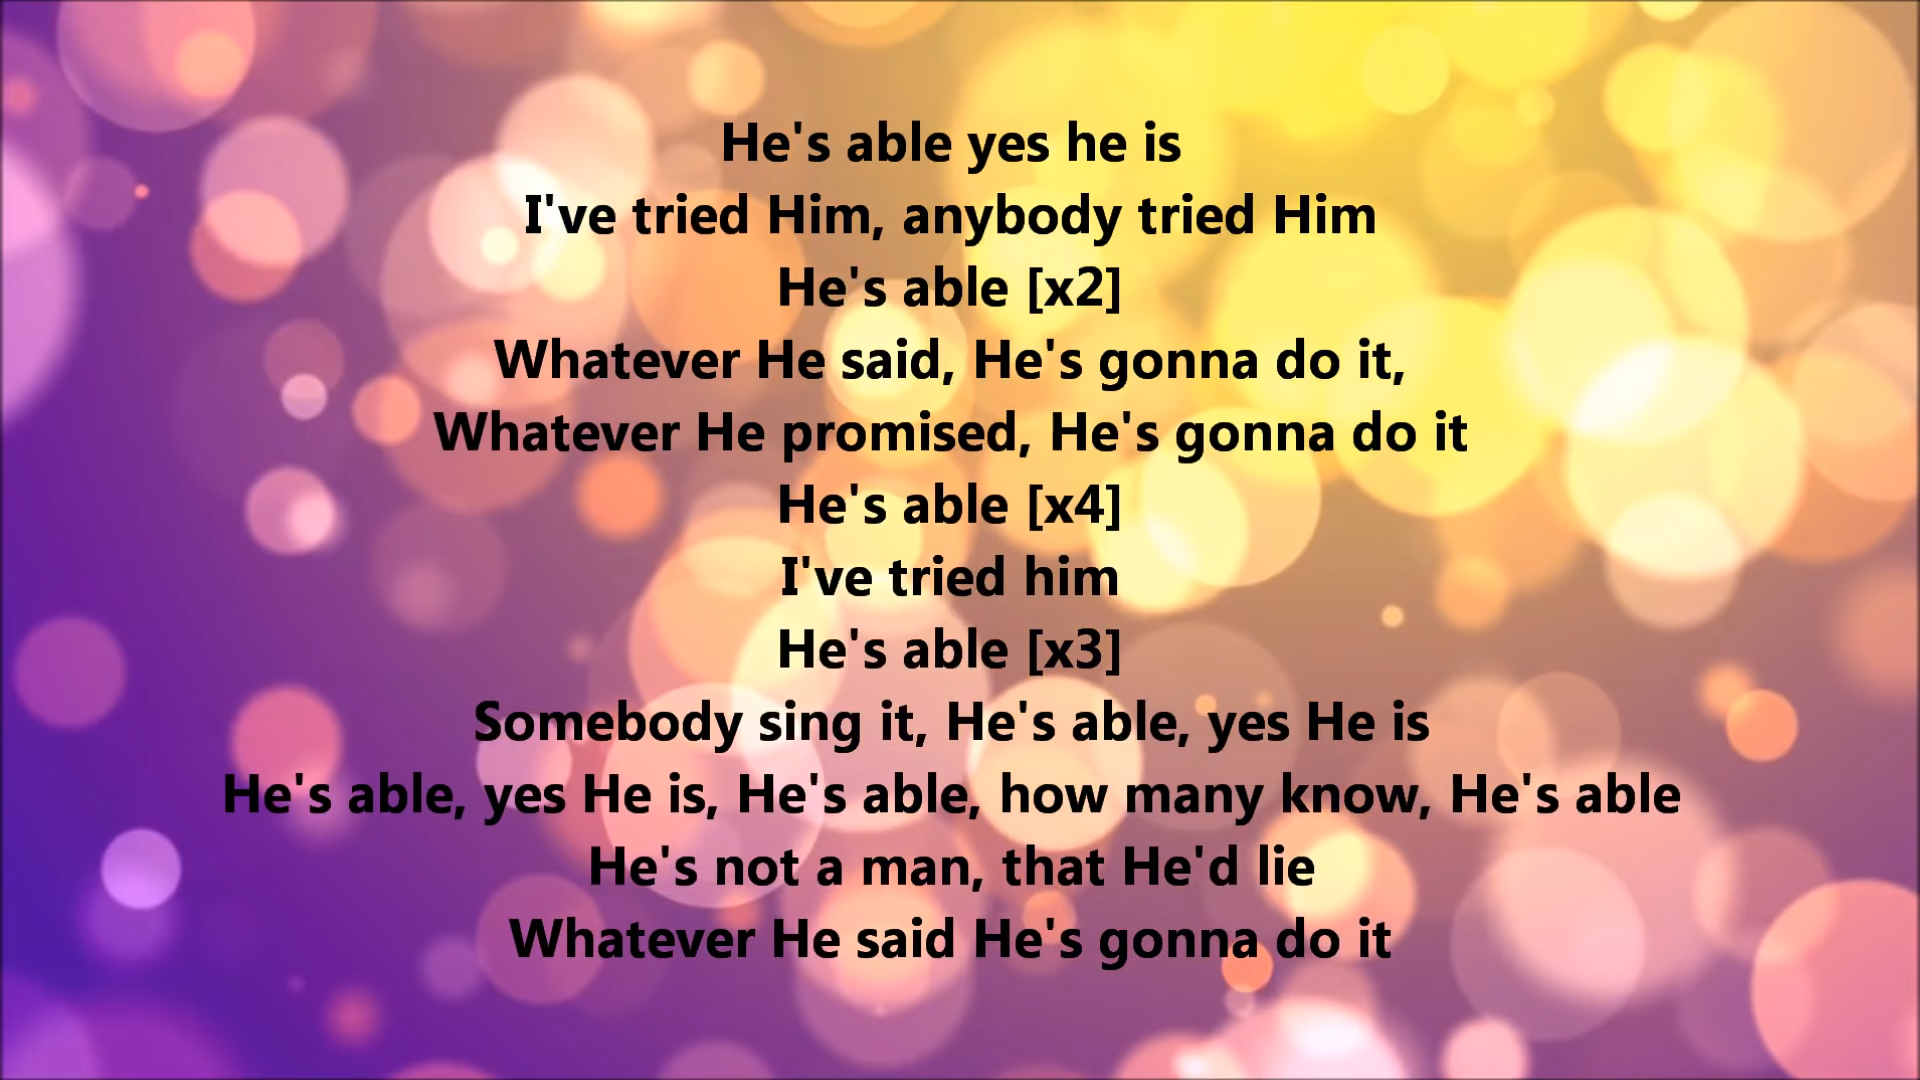 He's able yes he is
I've tried Him, anybody tried Him
He's able [x2]
Whatever He said, He's gonna do it,
Whatever He promised, He's gonna do it
He's able [x4]
I've tried him
He's able [x3]
Somebody sing it, He's able, yes He is
He's able, yes He is, He's able, how many know, He's able
He's not a man, that He'd lie
Whatever He said He's gonna do it